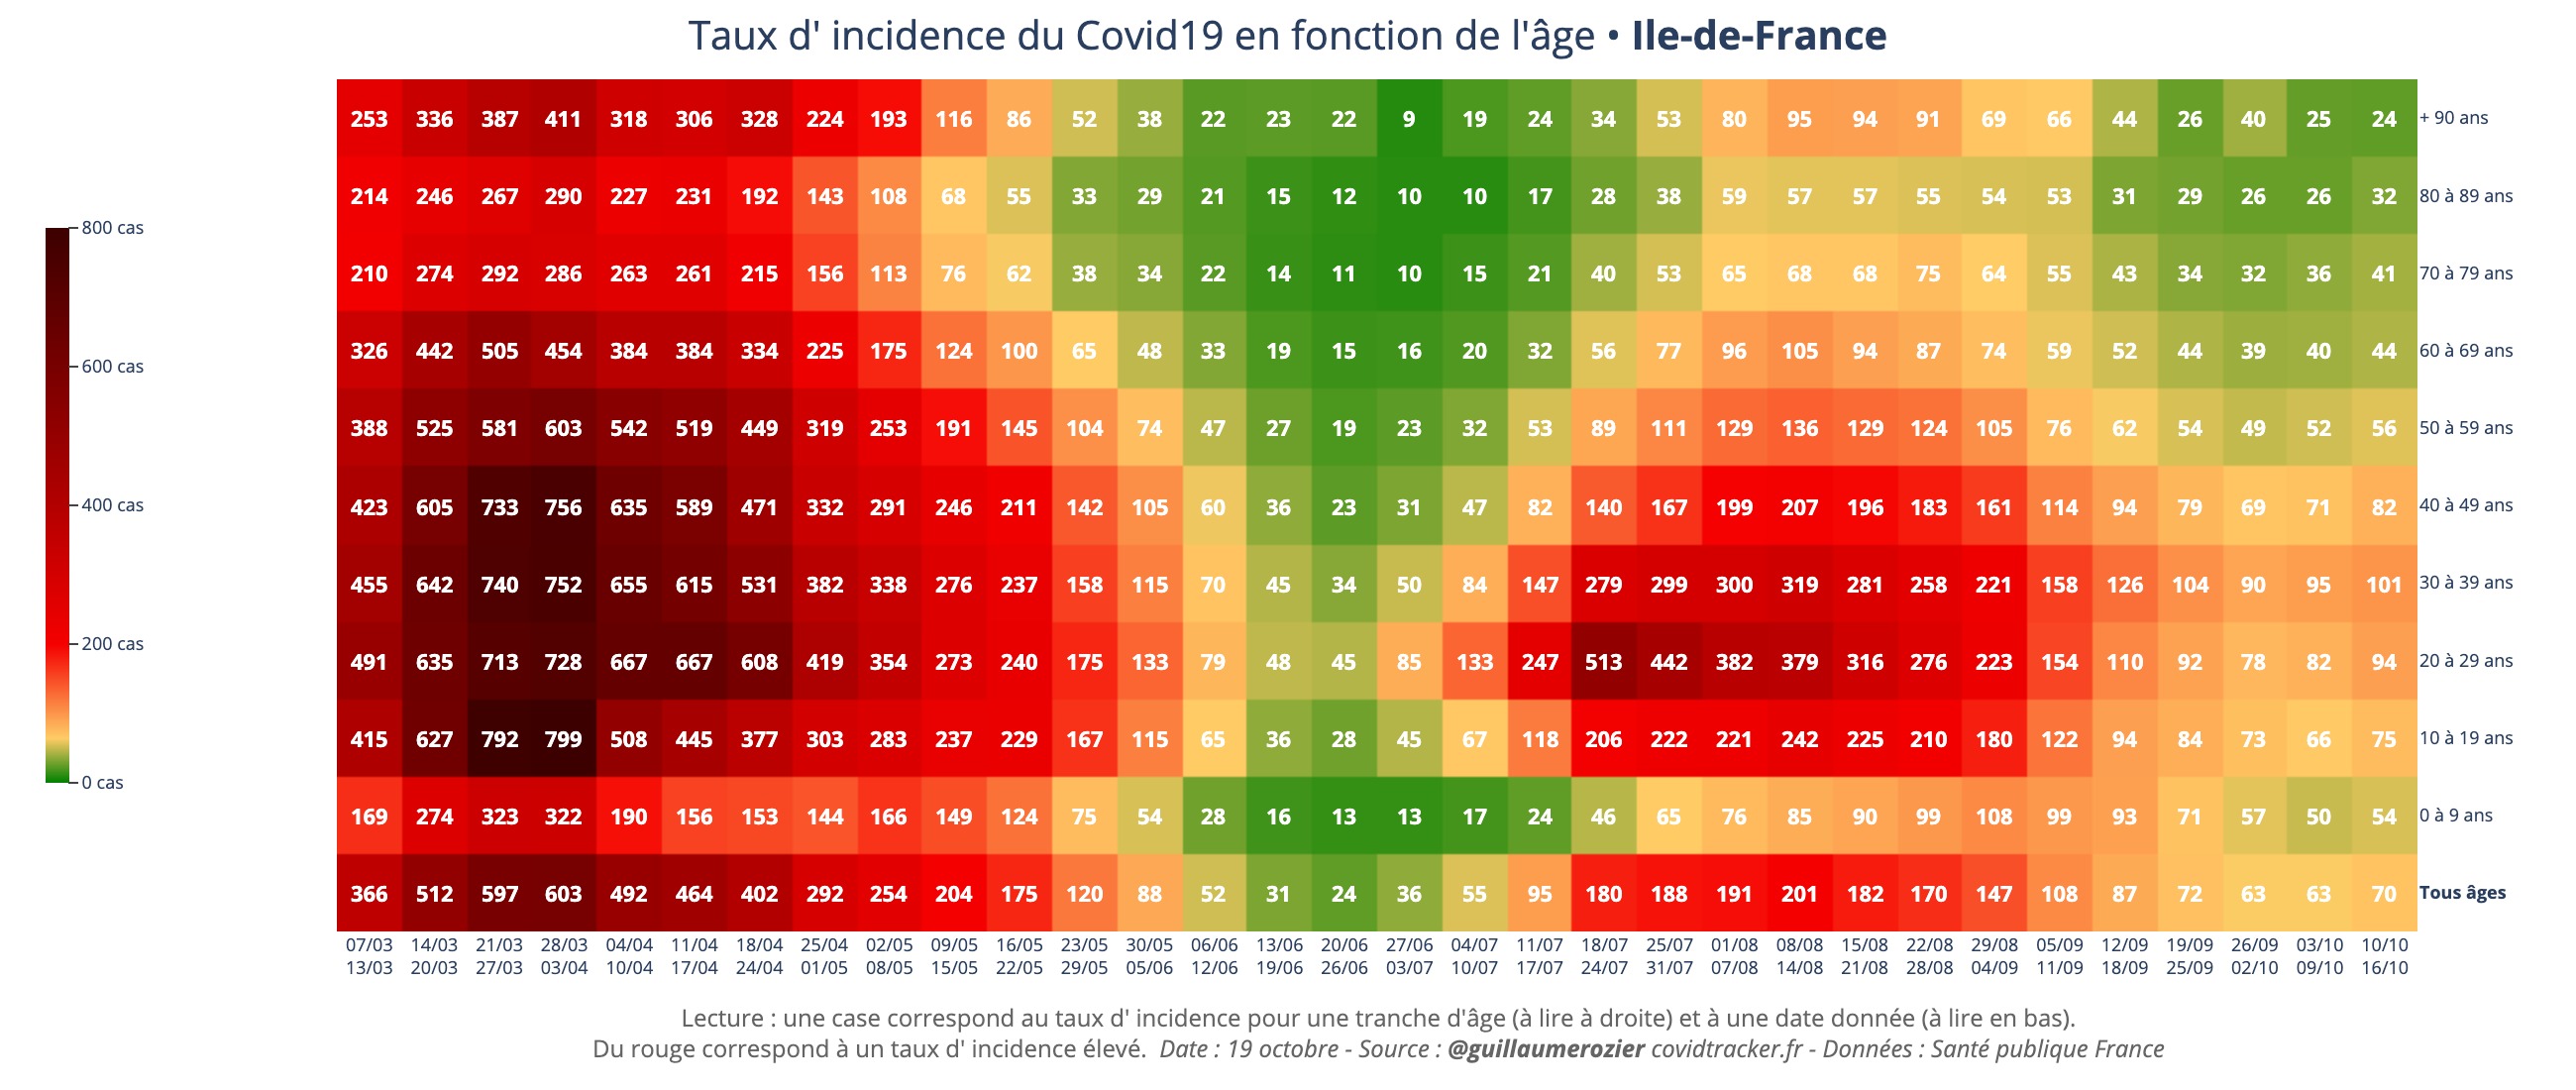 Taux d' incidence du Covid19 en fonction de l'âge • Ile-de-France
800 cas
600 cas
400 cas
200 cas
0 cas
253 336 387 411 318 306 328 224 193 116 86 52 38 22 23 22 9 19 24 34 53 80 95 94 91 69 66 44 26 40 25 24 + 90 ans
214 246 267 290 227 231 192 143 108 68 55 33 29 21 15 12 10 10 17 28 38 59 57 57 55 54 53 31 29 26 26 32 80 à 89 ans
210 274 292 286 263 261 215 156 113 76 62 38 34 22 14 11 10 15 21 40 53 65 68 68 75 64 55 43 34 32 36 41 70 à 79 ans
326 442 505 454 384 384 334 225 175 124 100 65 48 33 19 15 16 20 32 56 77 96 105 94 87 74 59 52 44 39 40 44 60 à 69 ans
388 525 581 603 542 519 449 319 253 191 145 104 74 47 27 19 23 32 53 89 111 129 136 129 124 105 76 62 54 49 52 56 50 à 59 ans
423 605 733 756 635 589 471 332 291 246 211 142 105 60 36 23 31 47 82 140 167 199 207 196 183 161 114 94 79 69 71 82 40 à 49 ans
455 642 740 752 655 615 531 382 338 276 237 158 115 70 45 34 50 84 147 279 299 300 319 281 258 221 158 126 104 90 95 101 30 à 39 ans
491 635 713 728 667 667 608 419 354 273 240 175 133 79 48 45 85 133 247 513 442 382 379 316 276 223 154 110 92 78 82 94 20 à 29 ans
415 627 792 799 508 445 377 303 283 237 229 167 115 65 36 28 45 67 118 206 222 221 242 225 210 180 122 94 84 73 66 75 10 à 19 ans
169 274 323 322 190 156 153 144 166 149 124 75 54 28 16 13 13 17 24 46 65 76 85 90 99 108 99 93 71 57 50 54 0 à 9 ans
366 512 597 603 492 464 402 292 254 204 175 120 88 52 31 24 36 55 95 180 188 191 201 182 170 147 108 87 72 63 63 70 Tous âges
07/03 14/03 21/03 28/03 04/04 11/04 18/04 25/04 02/05 09/05 16/05 23/05 30/05 06/06 13/06 20/06 27/06 04/07 11/07 18/07 25/07 01/08 08/08 15/08 22/08 29/08 05/09 12/09 19/09 26/09 03/10 10/10
13/03 20/03 27/03 03/04 10/04 17/04 24/04 01/05 08/05 15/05 22/05 29/05 05/06 12/06 19/06 26/06 03/07 10/07 17/07 24/07 31/07 07/08 14/08 21/08 28/08 04/09 11/09 18/09 25/09 02/10 09/10 16/10
Lecture : une case correspond au taux d' incidence pour une tranche d'âge (à lire à droite) et à une date donnée (à lire en bas).
Du rouge correspond à un taux d' incidence élevé. Date : 19 octobre - Source : @guillaumerozier covidtracker.fr - Données : Santé publique France